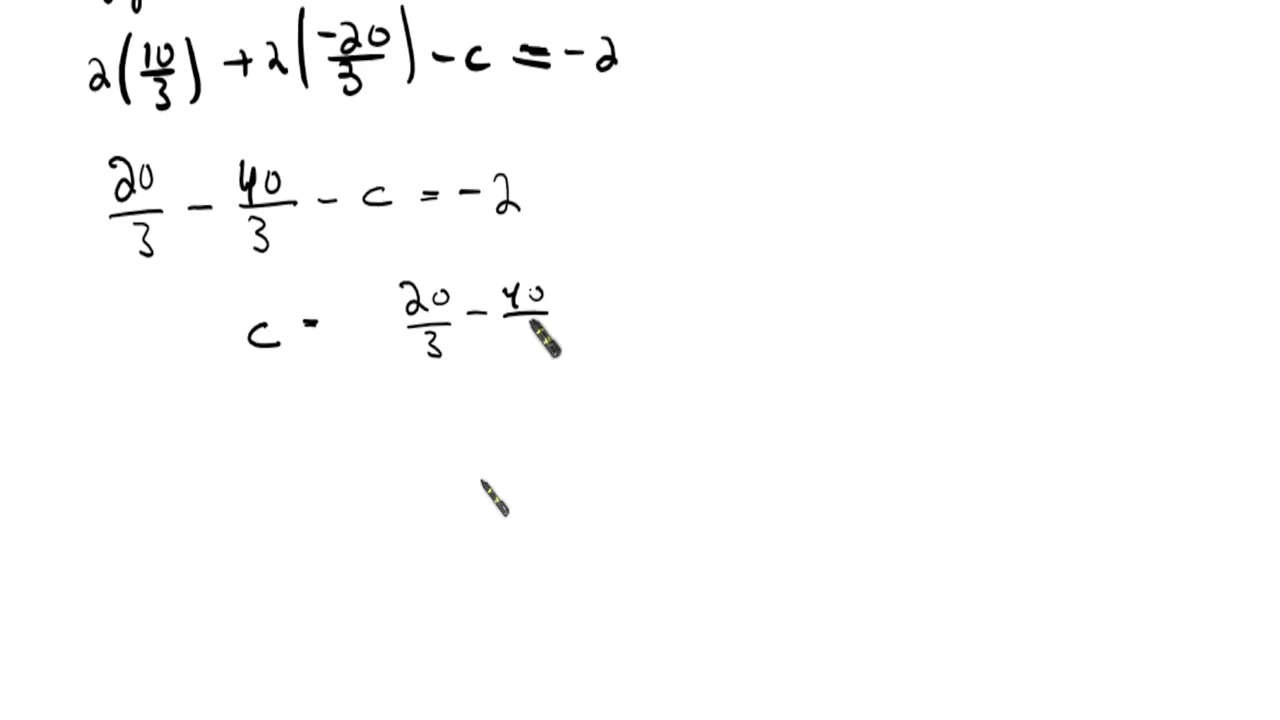 2(10/3) + 2(-20/3) - c = -2
20/3 - 40/3 - c = -2
c = 20/3 - 40/